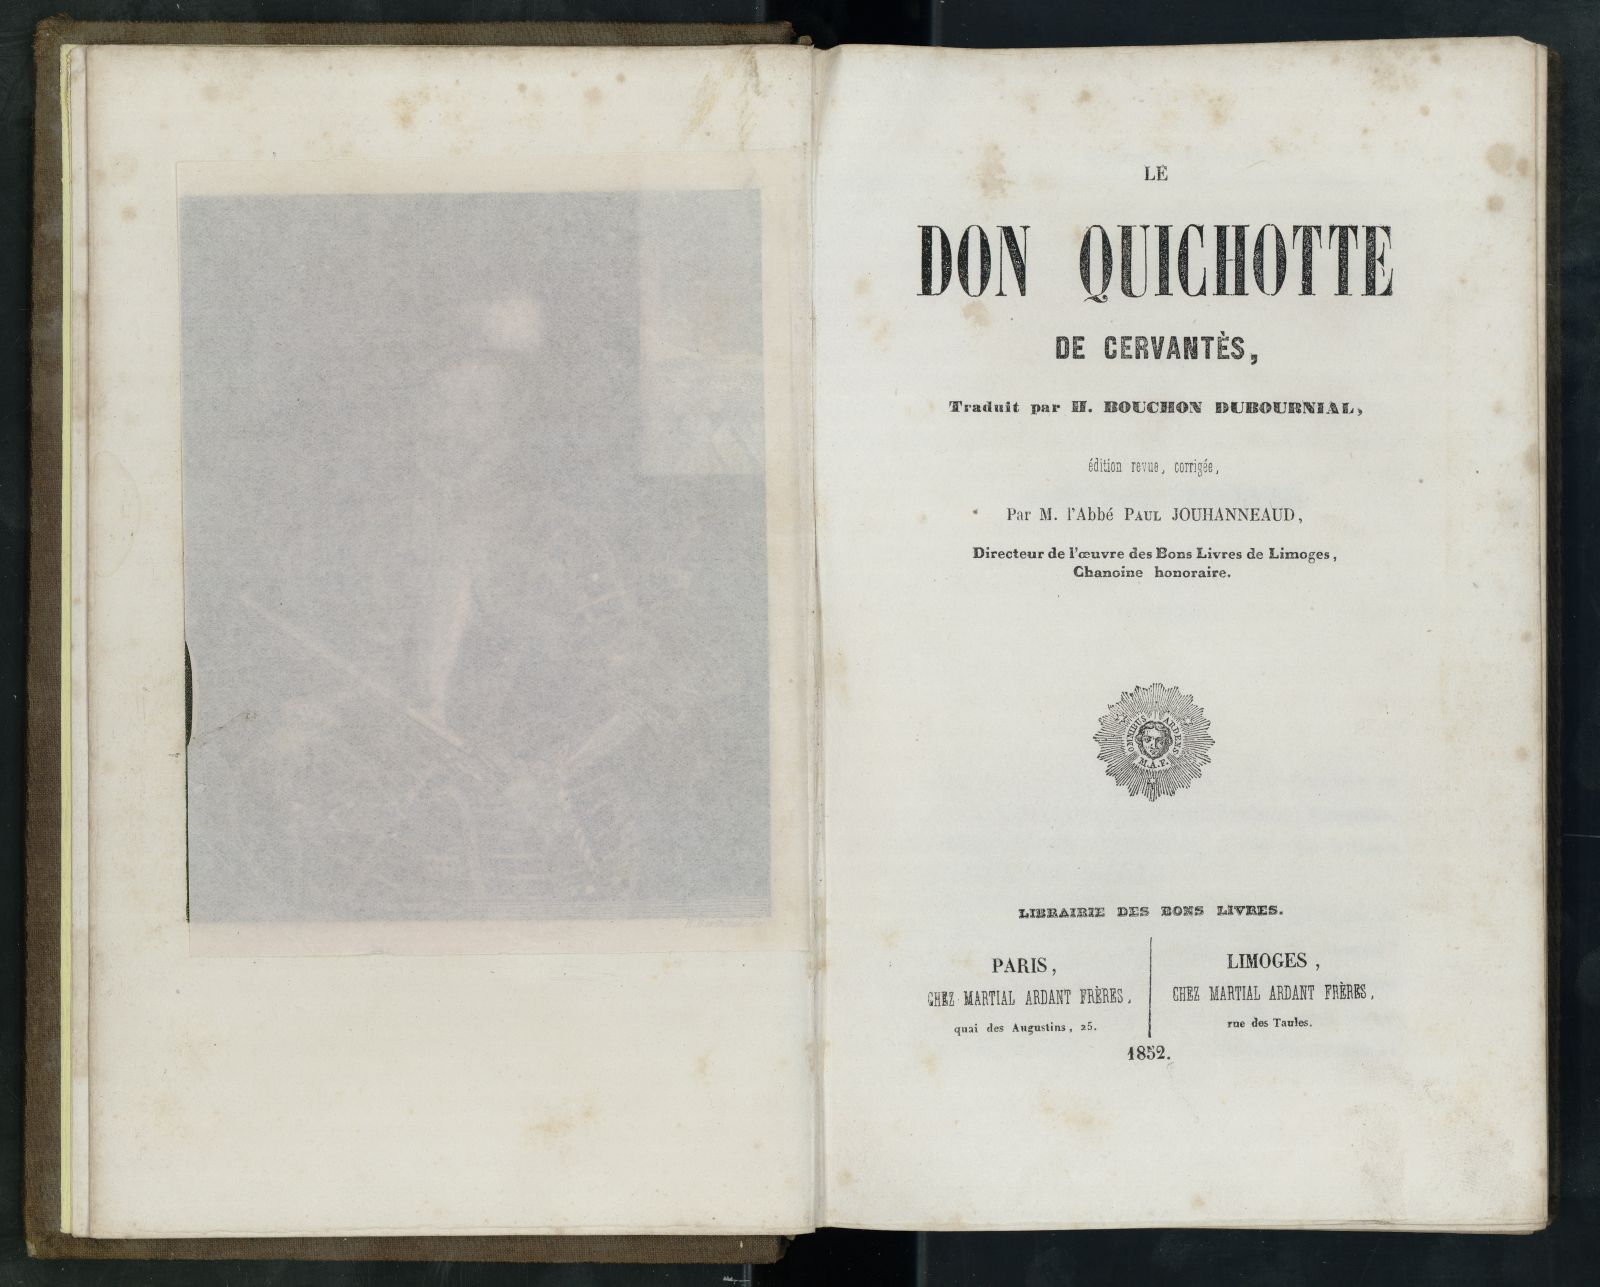 LE
DON QUICHOTTE
DE CERVANTÈS,
Traduit par H. BOUCHON DUBOURNIAL,
édition revue, corrigée,
Par M. l'Abbé PAUL JOUHANNEAUD,
Directeur de l'œuvre des Bons Livres de Limoges,
Chanoine honoraire.
OMNIBUS ARDENS
M.A.F.
LIBRAIRIE DES BONS LIVRES.
PARIS,
CHEZ MARTIAL ARDANT FRÈRES,
quai des Augustins, 25.
LIMOGES,
CHEZ MARTIAL ARDANT FRÈRES,
rue des Taules.
1852.